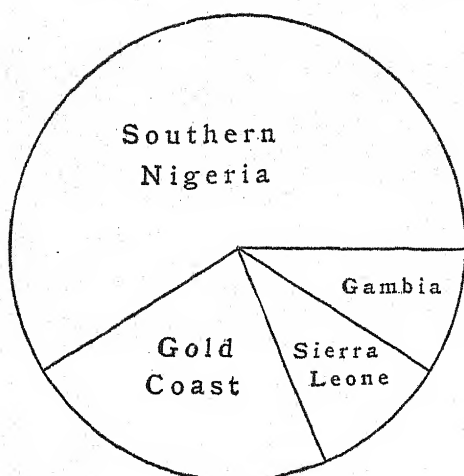 Southern
Nigeria
Gambia
Gold
Coast
Sierra
Leone